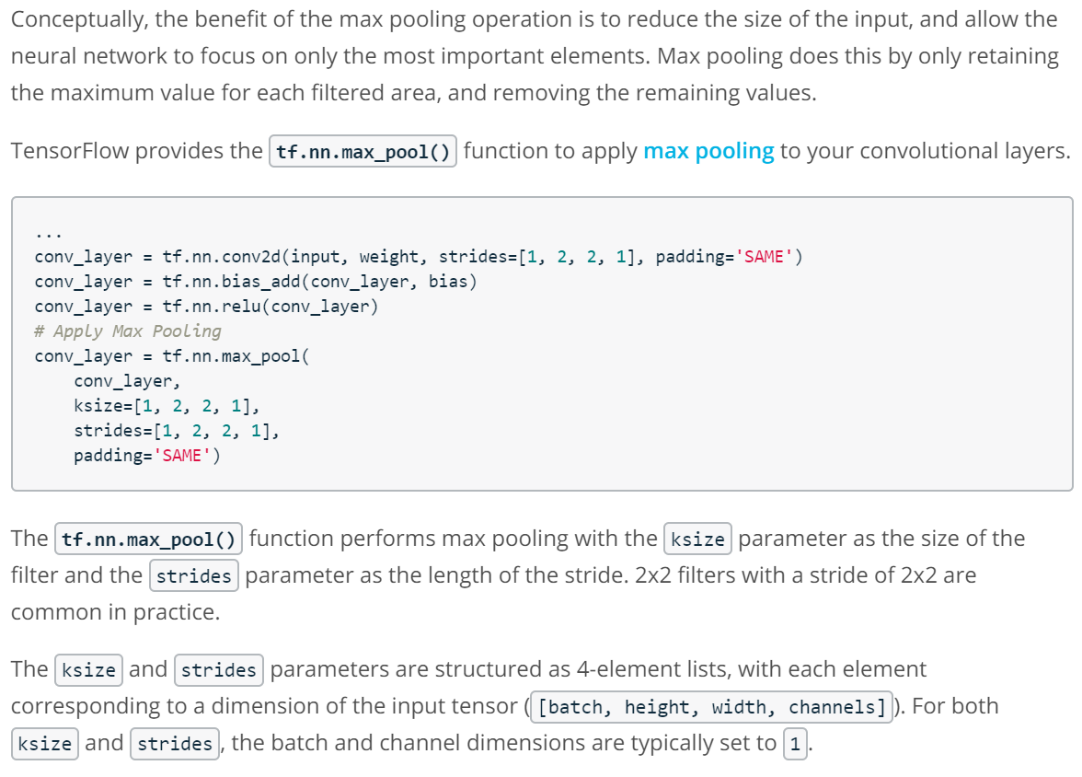 Conceptually, the benefit of the max pooling operation is to reduce the size of the input, and allow the
neural network to focus on only the most important elements. Max pooling does this by only retaining
the maximum value for each filtered area, and removing the remaining values.
TensorFlow provides the tf.nn.max_pool() function to apply max pooling to your convolutional layers.
...
conv_layer = tf.nn.conv2d(input, weight, strides=[1, 2, 2, 1], padding='SAME')
conv_layer = tf.nn.bias_add(conv_layer, bias)
conv_layer = tf.nn.relu(conv_layer)
# Apply Max Pooling
conv_layer = tf.nn.max_pool(
    conv_layer,
    ksize=[1, 2, 2, 1],
    strides=[1, 2, 2, 1],
    padding='SAME')
The tf.nn.max_pool() function performs max pooling with the ksize parameter as the size of the
filter and the strides parameter as the length of the stride. 2x2 filters with a stride of 2x2 are
common in practice.
The ksize and strides parameters are structured as 4-element lists, with each element
corresponding to a dimension of the input tensor ([batch, height, width, channels]). For both
ksize and strides, the batch and channel dimensions are typically set to 1.